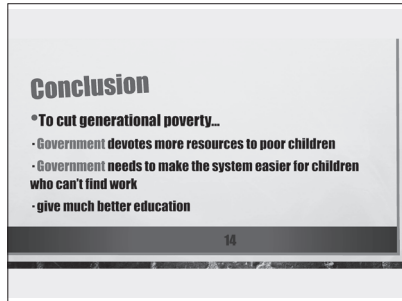 Conclusion
•To cut generational poverty...
·Government devotes more resources to poor children
·Government needs to make the system easier for children
who can't find work
·give much better education
14